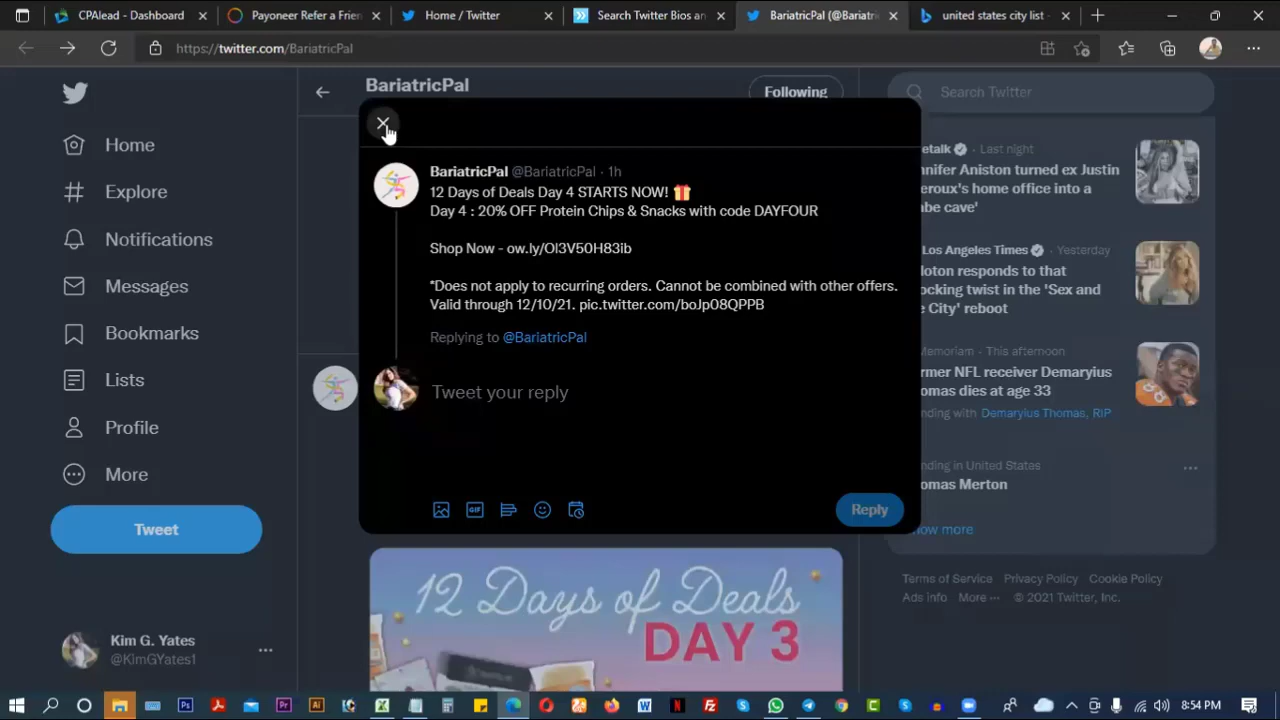 CPAlead - Dashboard
Payoneer Refer a Frien
Home / Twitter
Search Twitter Bios an
BariatricPal (@Bariatri
united states city list -
https://twitter.com/BariatricPal
BariatricPal
Following
Search Twitter
Home
Explore
Notifications
Messages
Bookmarks
Lists
Profile
More
Tweet
Kim G. Yates
@KimGYates1
BariatricPal @BariatricPal · 1h
12 Days of Deals Day 4 STARTS NOW! 🎁
Day 4 : 20% OFF Protein Chips & Snacks with code DAYFOUR
Shop Now - ow.ly/Ol3V50H83ib
*Does not apply to recurring orders. Cannot be combined with other offers.
Valid through 12/10/21. pic.twitter.com/boJp08QPPB
Replying to @BariatricPal
Tweet your reply
GIF
Reply
12 Days of Deals
DAY 3
etalk · Last night
nnifer Aniston turned ex Justin
eroux's home office into a
abe cave'
Los Angeles Times · Yesterday
loton responds to that
ocking twist in the 'Sex and
e City' reboot
Memoriam · This afternoon
rmer NFL receiver Demaryius
omas dies at age 33
nding with Demaryius Thomas, RIP
nding in United States
omas Merton
how more
Terms of Service Privacy Policy Cookie Policy
Ads info More ··· © 2021 Twitter, Inc.
8:54 PM